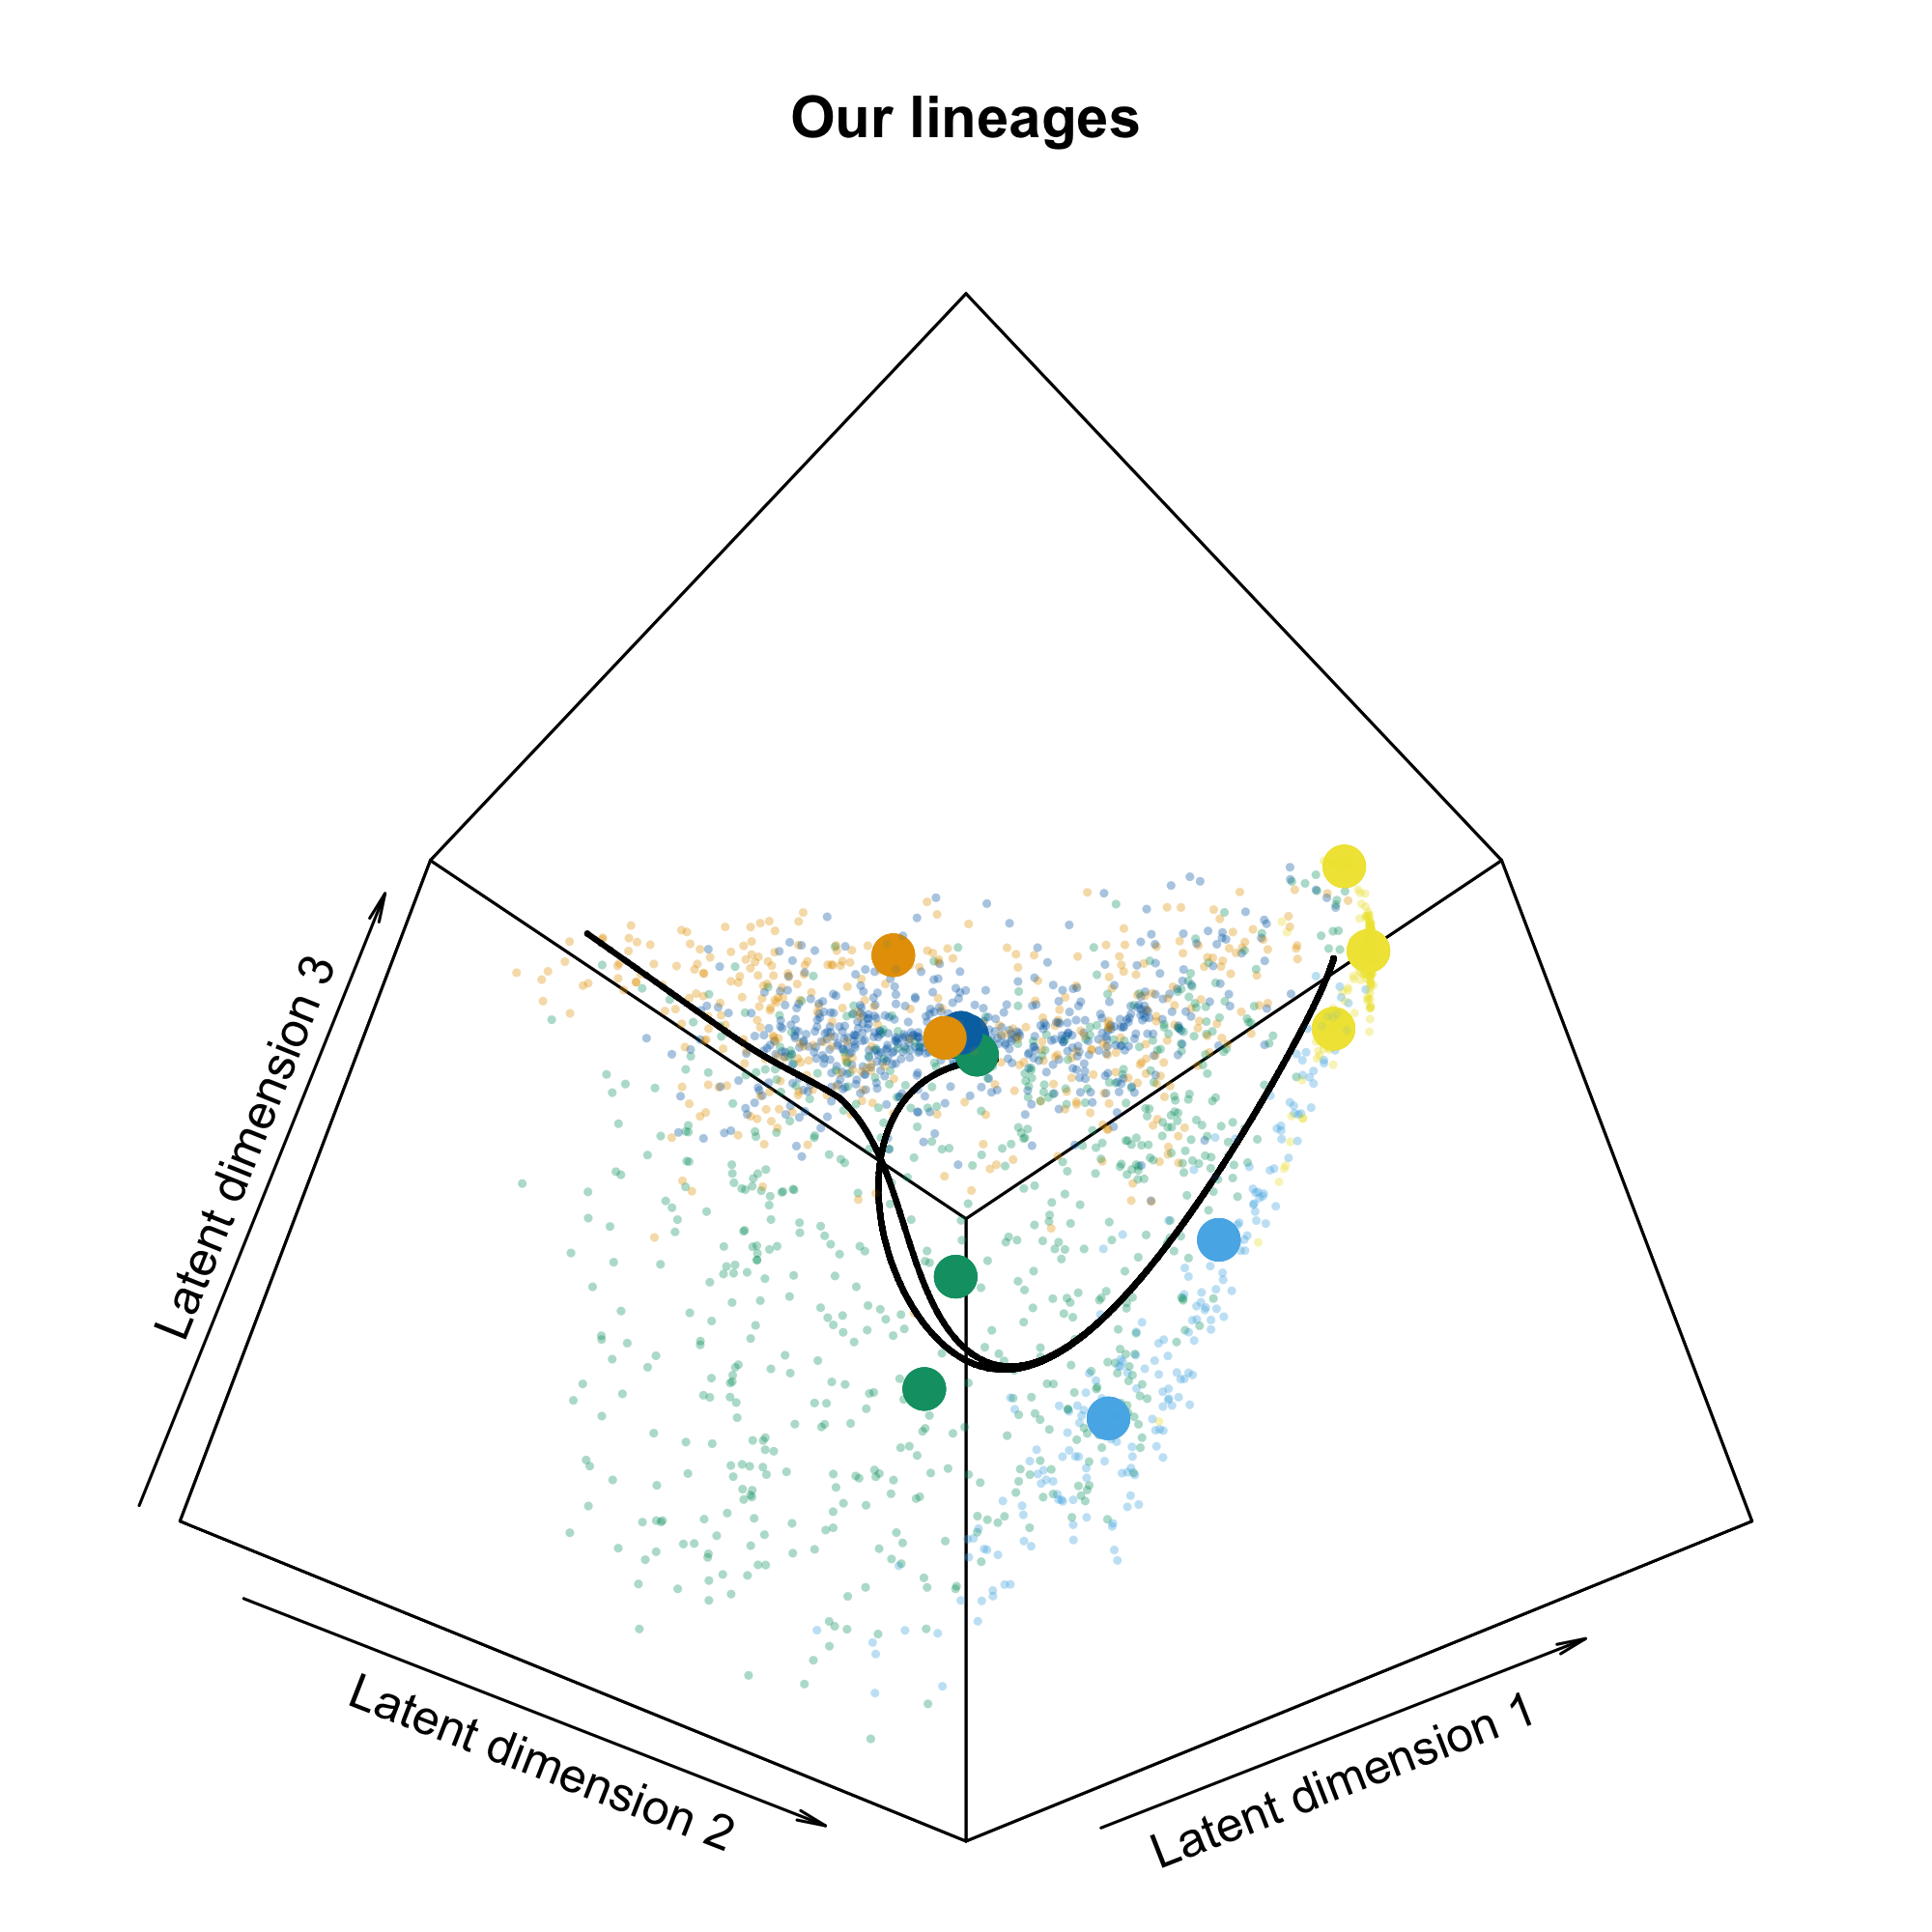 Our lineages
Latent dimension 3
Latent dimension 2
Latent dimension 1